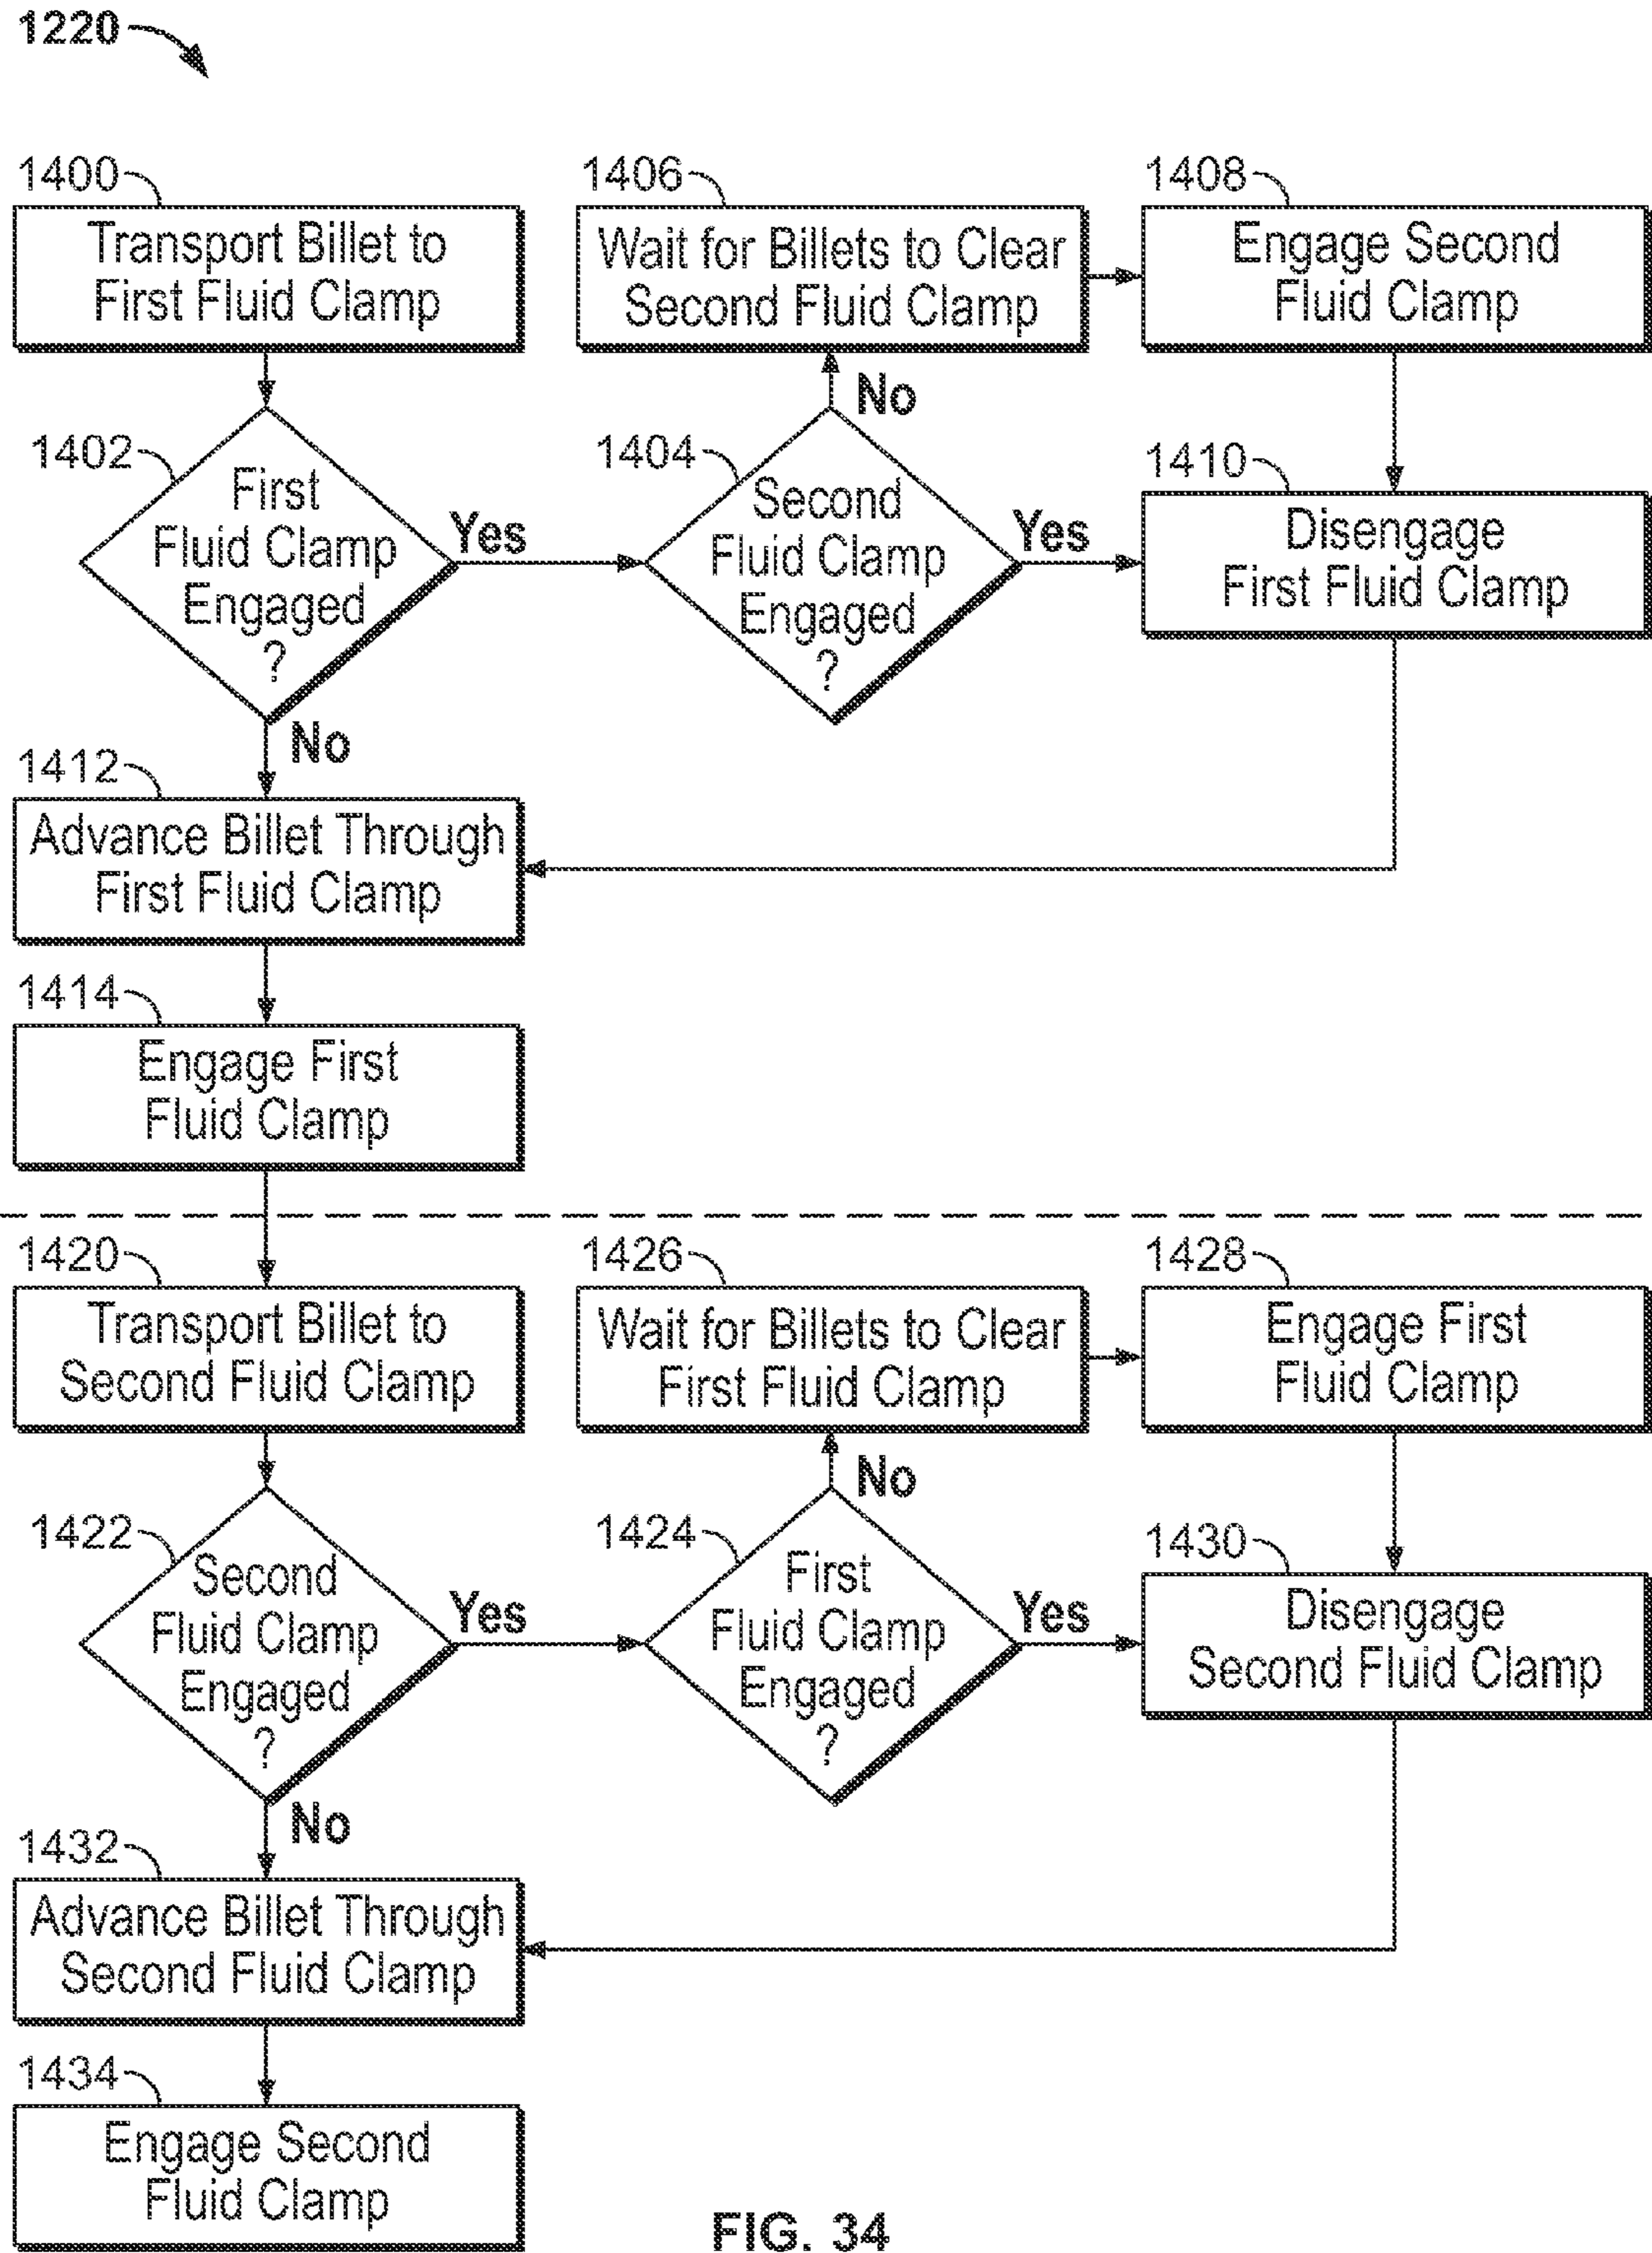 1220
1400
Transport Billet to
First Fluid Clamp
1406
Wait for Billets to Clear
Second Fluid Clamp
1408
Engage Second
Fluid Clamp
1402
First
Fluid Clamp
Engaged
?
Yes
No
1404
Second
Fluid Clamp
Engaged
?
No
Yes
1410
Disengage
First Fluid Clamp
1412
Advance Billet Through
First Fluid Clamp
1414
Engage First
Fluid Clamp
1420
Transport Billet to
Second Fluid Clamp
1426
Wait for Billets to Clear
First Fluid Clamp
1428
Engage First
Fluid Clamp
1422
Second
Fluid Clamp
Engaged
?
Yes
No
1424
First
Fluid Clamp
Engaged
?
No
Yes
1430
Disengage
Second Fluid Clamp
1432
Advance Billet Through
Second Fluid Clamp
1434
Engage Second
Fluid Clamp
FIG. 34